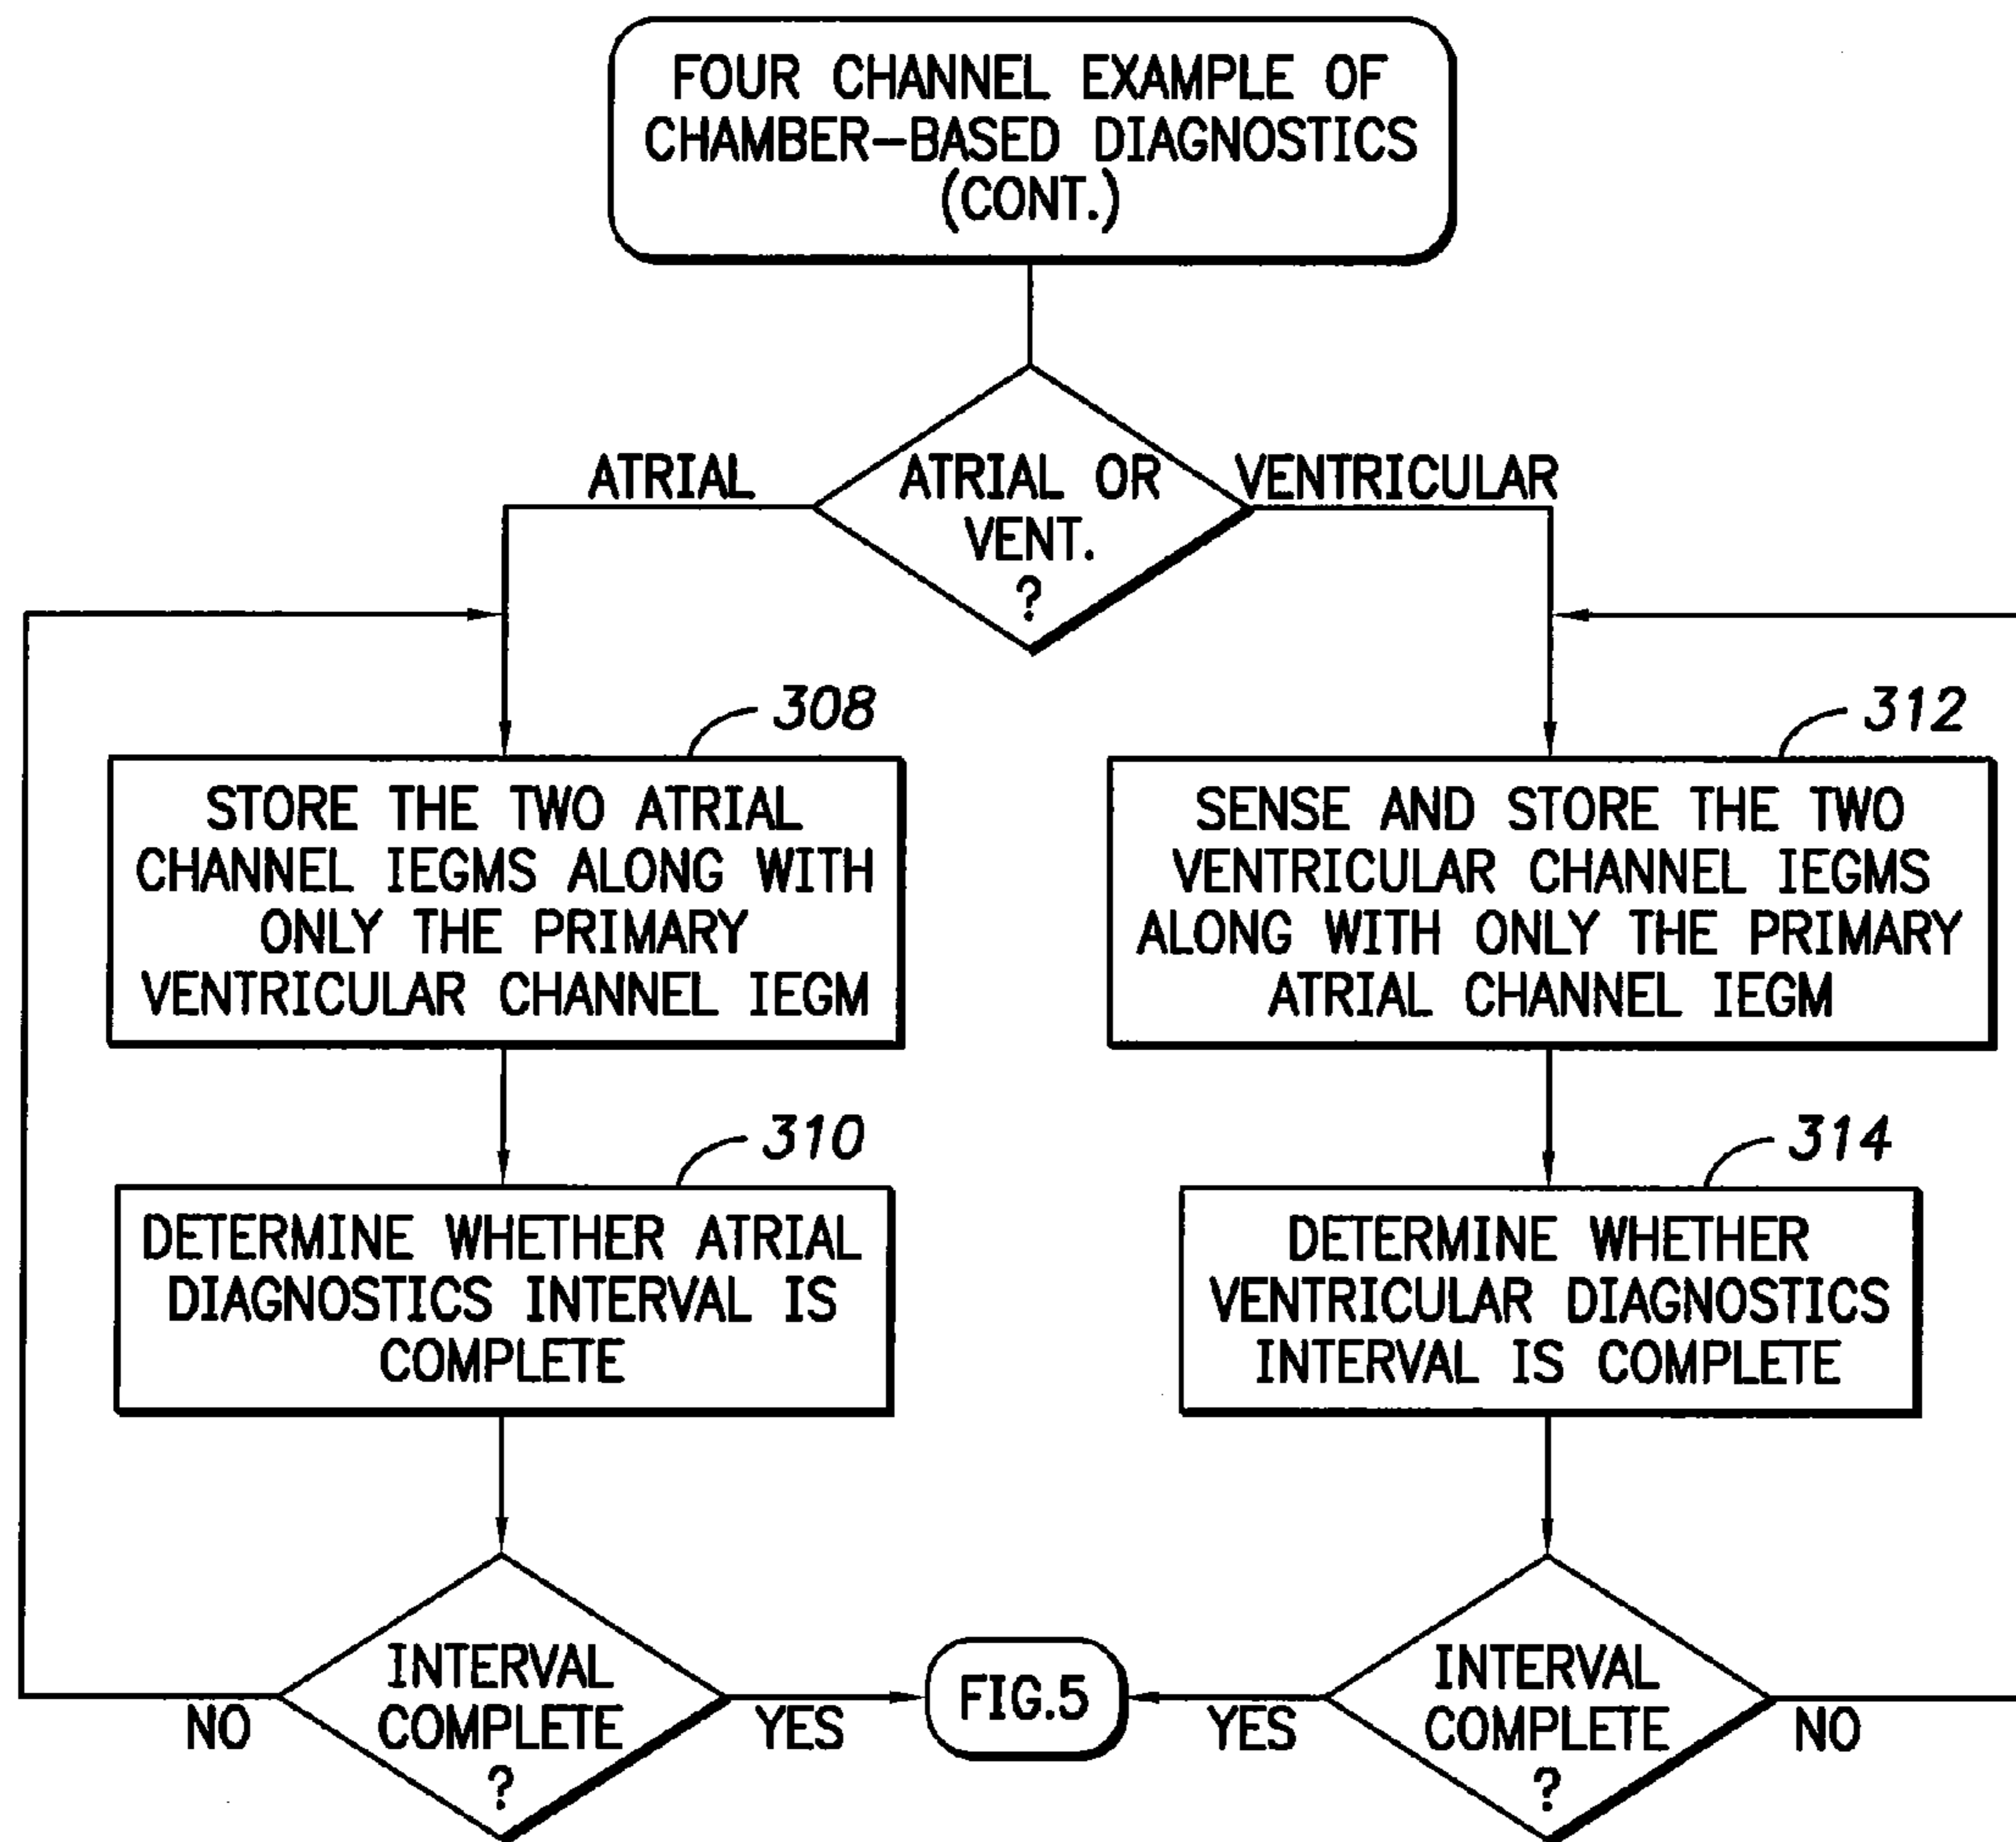 FOUR CHANNEL EXAMPLE OF
CHAMBER-BASED DIAGNOSTICS
(CONT.)
ATRIAL
ATRIAL OR
VENT.
?
VENTRICULAR
308
STORE THE TWO ATRIAL
CHANNEL IEGMS ALONG WITH
ONLY THE PRIMARY
VENTRICULAR CHANNEL IEGM
312
SENSE AND STORE THE TWO
VENTRICULAR CHANNEL IEGMS
ALONG WITH ONLY THE PRIMARY
ATRIAL CHANNEL IEGM
310
DETERMINE WHETHER ATRIAL
DIAGNOSTICS INTERVAL IS
COMPLETE
314
DETERMINE WHETHER
VENTRICULAR DIAGNOSTICS
INTERVAL IS COMPLETE
NO
INTERVAL
COMPLETE
?
YES
FIG.5
YES
INTERVAL
COMPLETE
?
NO